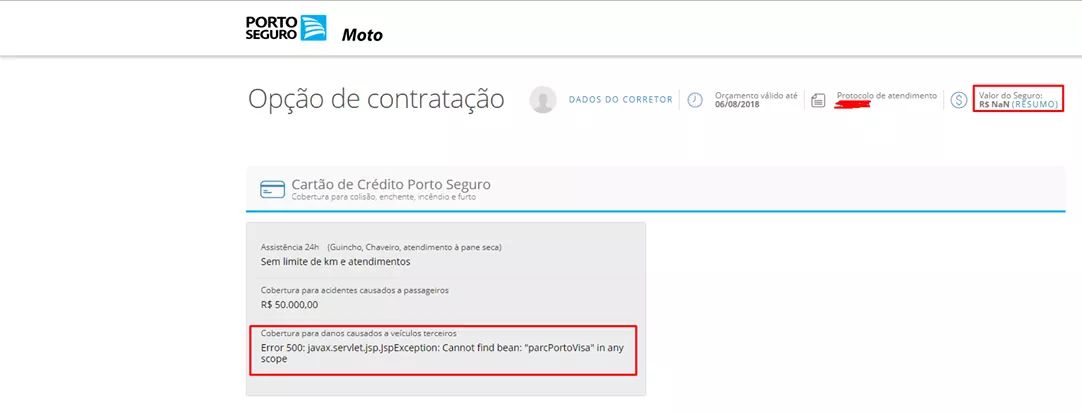 PORTO
SEGURO
Moto
Opção de contratação
DADOS DO CORRETOR
Orçamento válido até
06/08/2018
Protocolo de atendimento
Valor do Seguro:
R$ NaN (RESUMO)
Cartão de Crédito Porto Seguro
Cobertura para colisão, enchente, incêndio e furto
Assistência 24h (Guincho, Chaveiro, atendimento à pane seca)
Sem limite de km e atendimentos
Cobertura para acidentes causados a passageiros
R$ 50.000,00
Cobertura para danos causados a veículos terceiros
Error 500: javax.servlet.jsp.JspException: Cannot find bean: "parcPortoVisa" in any
scope